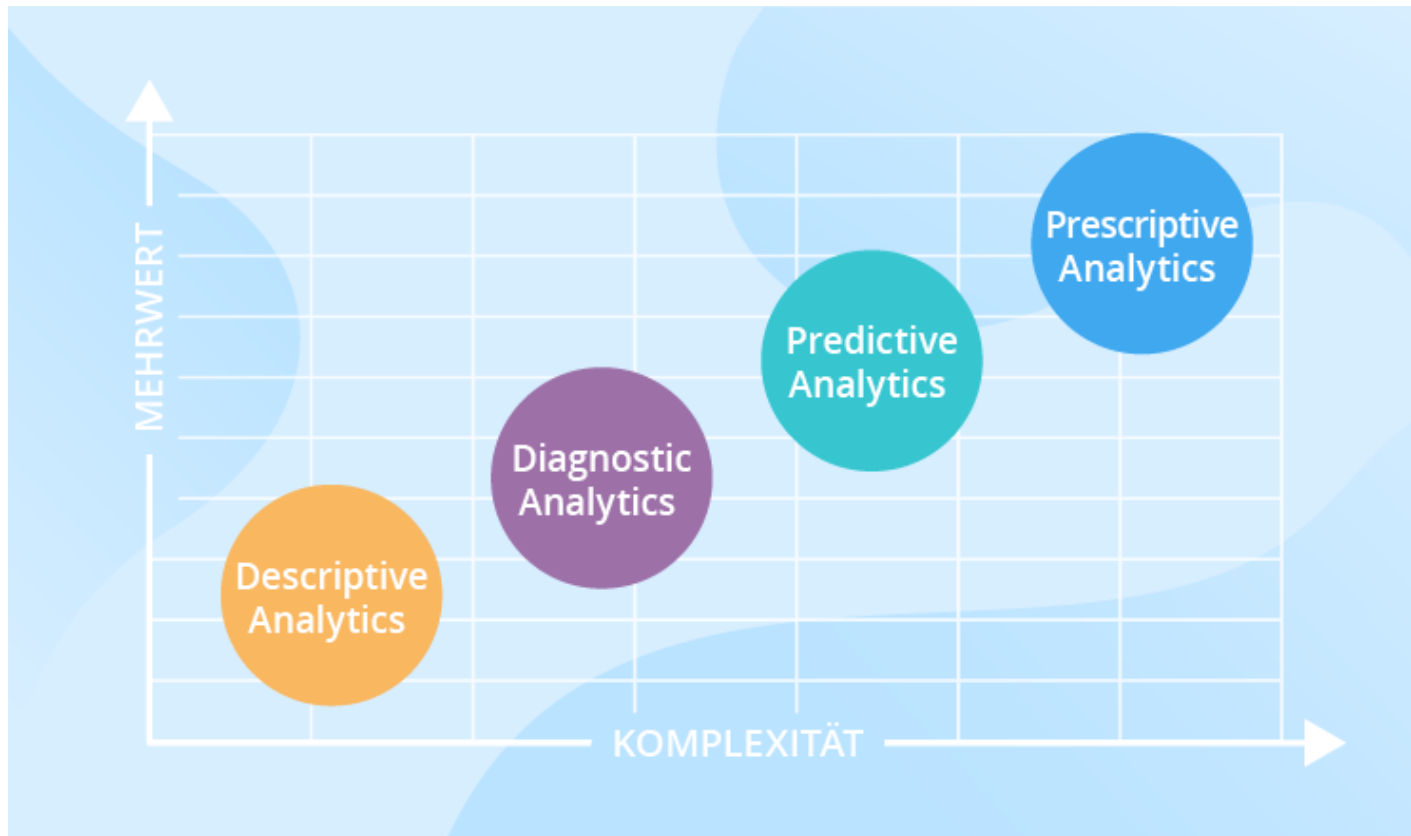 MEHRWERT
Prescriptive
Analytics
Predictive
Analytics
Diagnostic
Analytics
Descriptive
Analytics
KOMPLEXITÄT